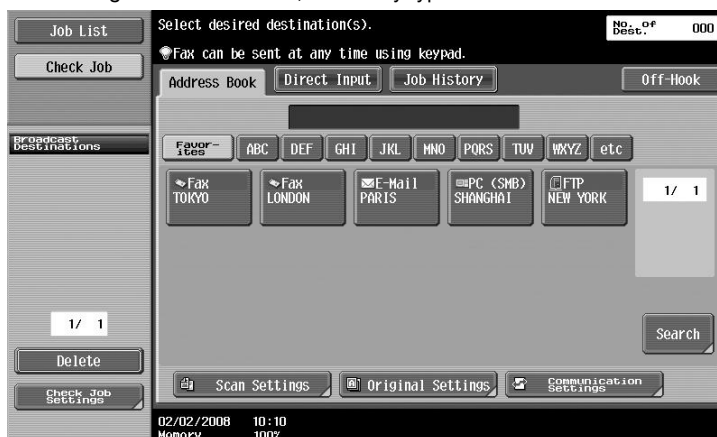 Job List
Check Job
Broadcast
Destinations
1/ 1
Delete
Check Job
Settings
Select desired destination(s).
No. of
Dest. 000
Fax can be sent at any time using keypad.
Address Book Direct Input Job History Off-Hook
Favor-
ites ABC DEF GHI JKL MNO PQRS TUV WXYZ etc
Fax
TOKYO
Fax
LONDON
E-Mail
PARIS
PC (SMB)
SHANGHAI
FTP
NEW YORK
1/ 1
Search
Scan Settings Original Settings Communication
Settings
02/02/2008 10:10
Memory 100%